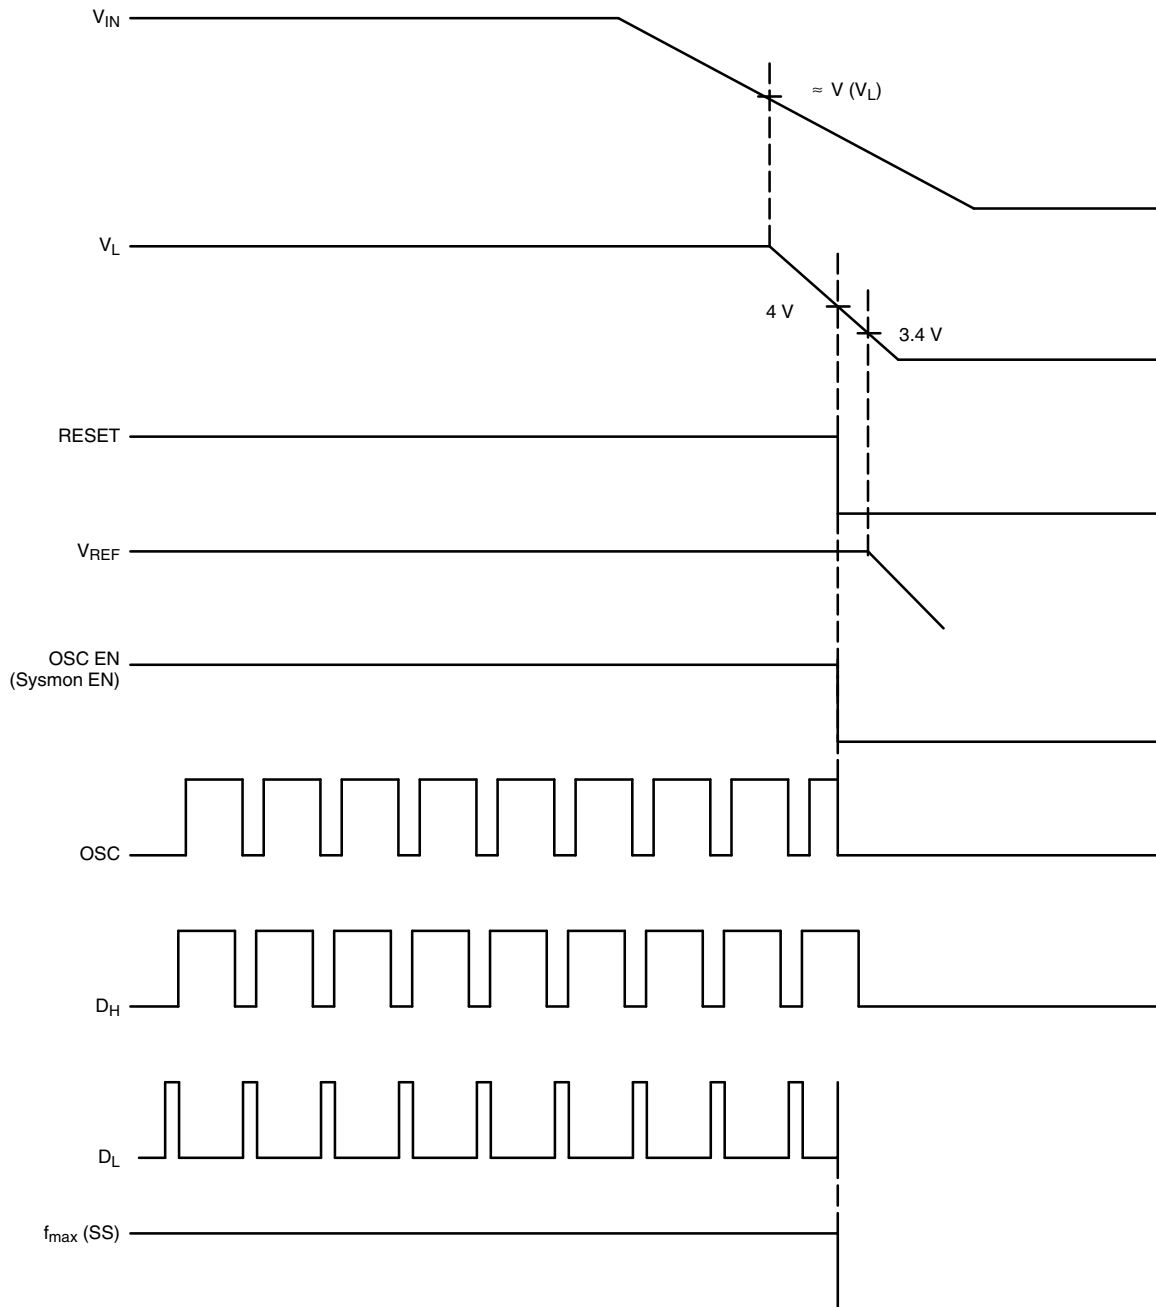 V_IN
≈ V (V_L)
V_L
4 V
3.4 V
RESET
V_REF
OSC EN
(Sysmon EN)
OSC
D_H
D_L
f_max (SS)